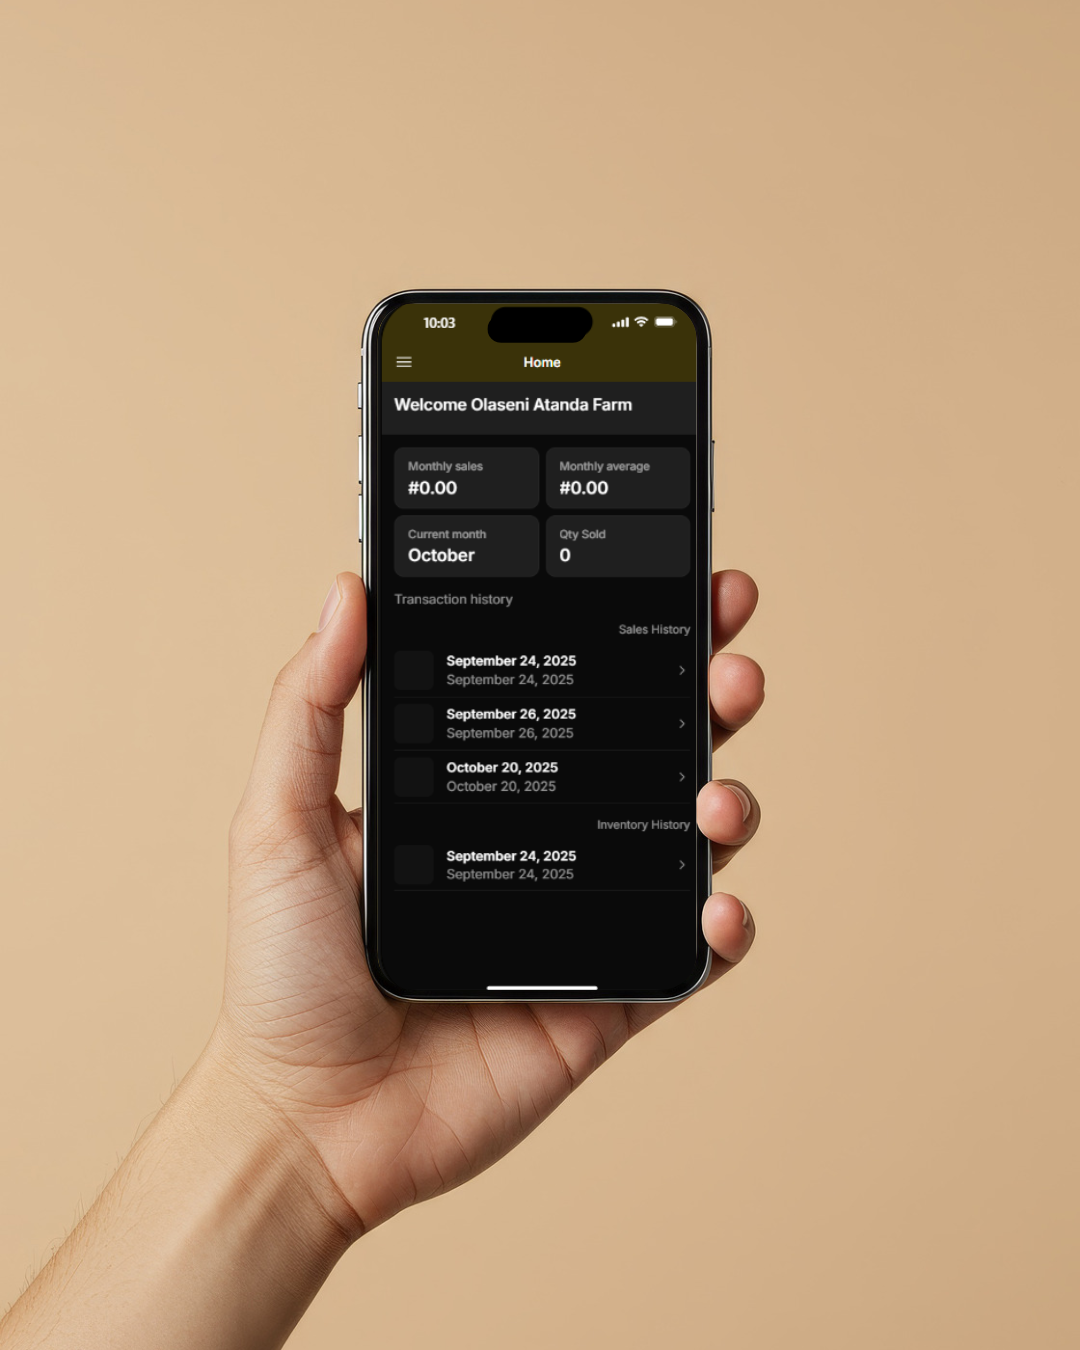 10:03
Home
Welcome Olaseni Atanda Farm
Monthly sales
#0.00
Monthly average
#0.00
Current month
October
Qty Sold
0
Transaction history
Sales History
September 24, 2025
September 24, 2025
September 26, 2025
September 26, 2025
October 20, 2025
October 20, 2025
Inventory History
September 24, 2025
September 24, 2025